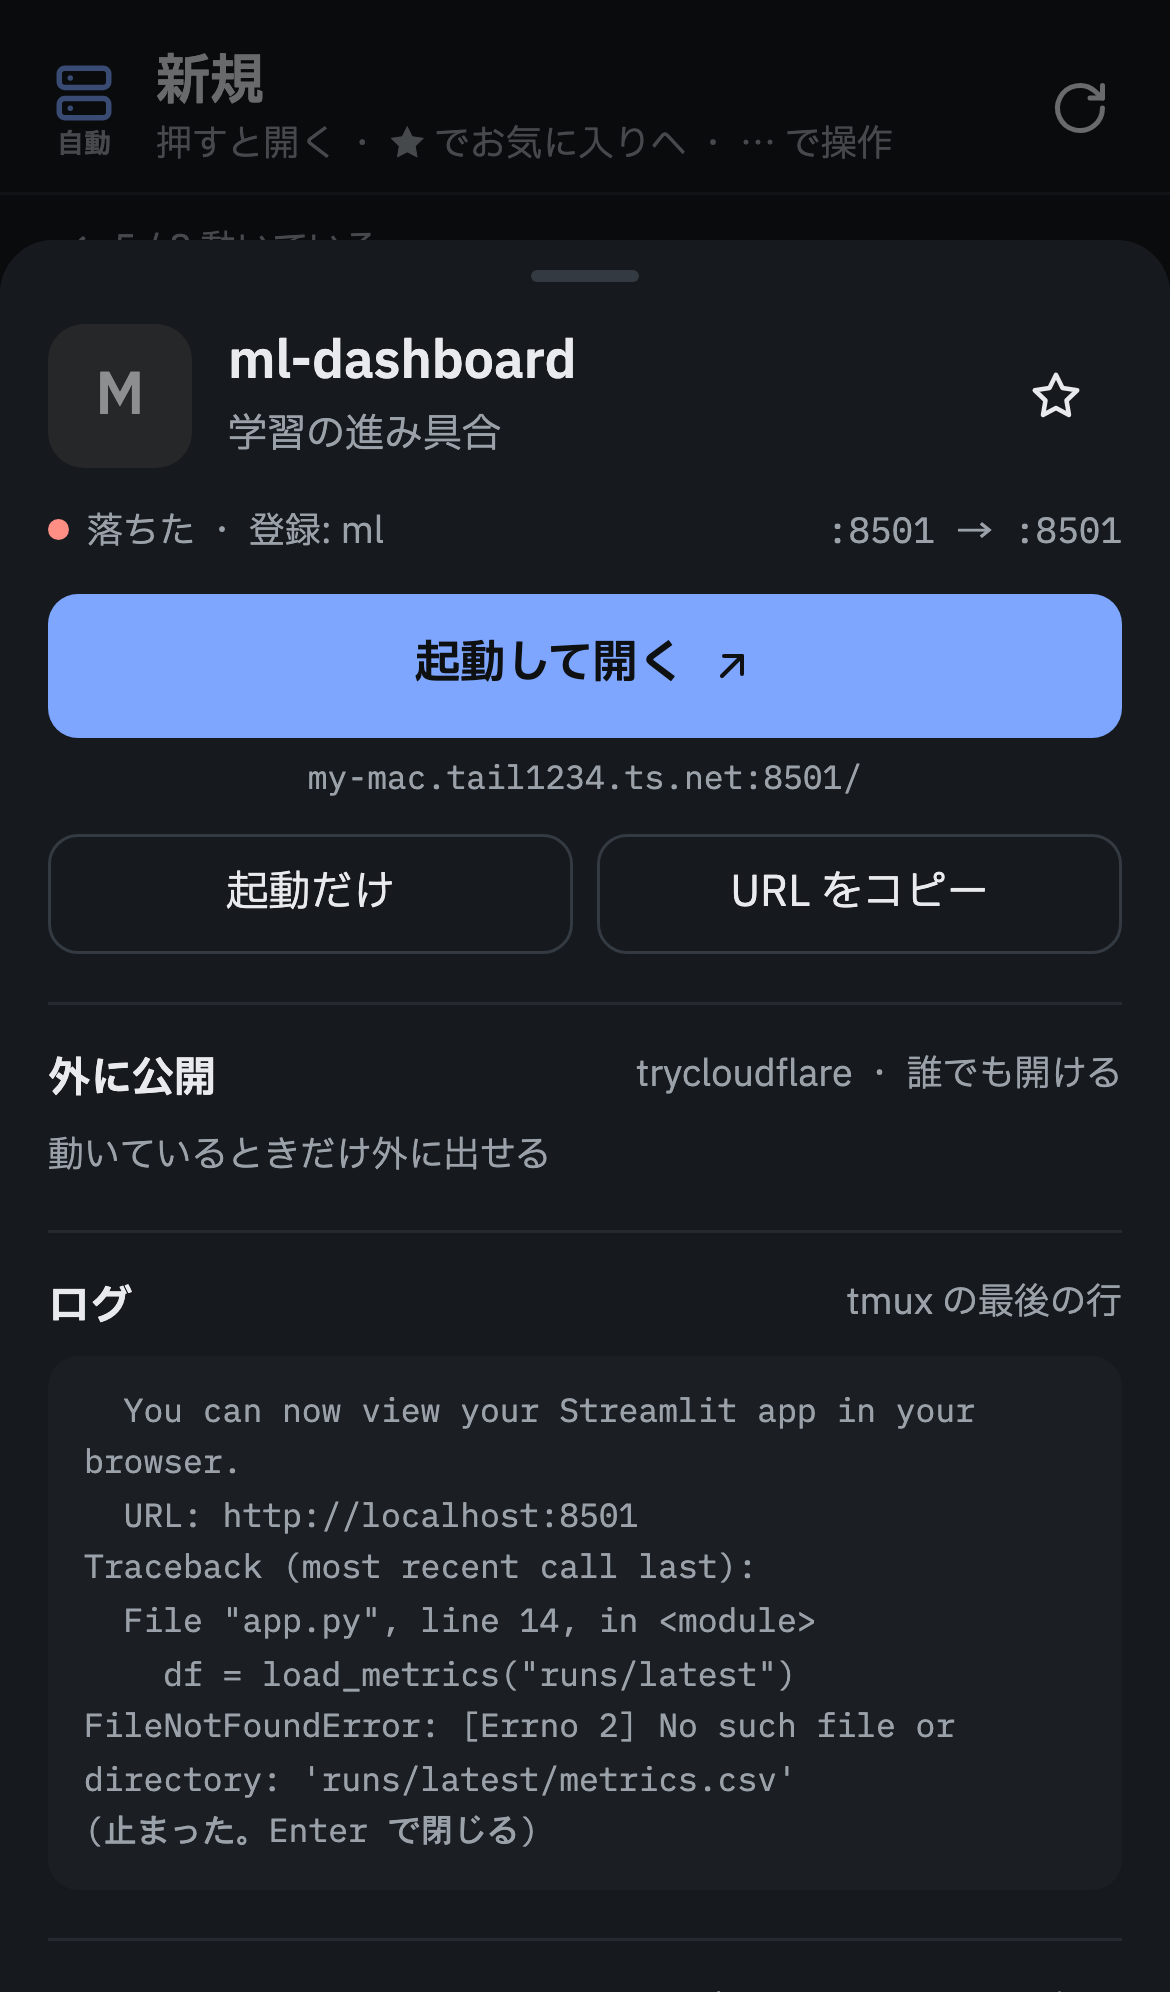 新規
自動
押すと開く · ★ でお気に入りへ · … で操作
ml-dashboard
M
学習の進み具合
落ちた · 登録: ml
:8501 → :8501
起動して開く ↗
my-mac.tail1234.ts.net:8501/
起動だけ
URL をコピー
外に公開
trycloudflare · 誰でも開ける
動いているときだけ外に出せる
ログ
tmux の最後の行
You can now view your Streamlit app in your
browser.
URL: http://localhost:8501
Traceback (most recent call last):
File "app.py", line 14, in <module>
df = load_metrics("runs/latest")
FileNotFoundError: [Errno 2] No such file or
directory: 'runs/latest/metrics.csv'
(止まった。Enter で閉じる)